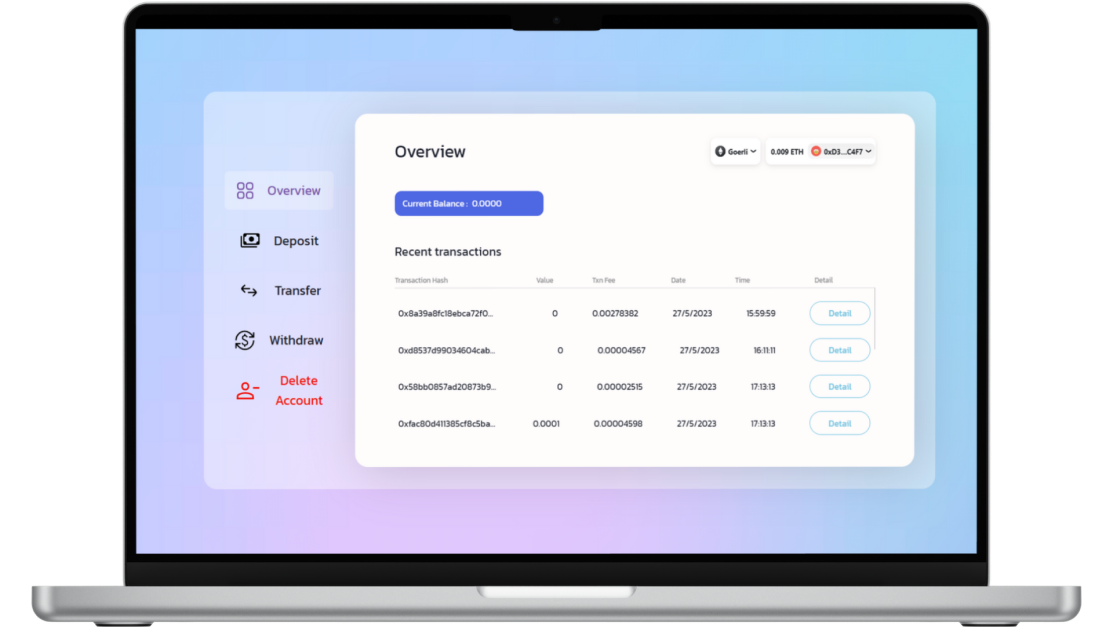 Overview
Goerli
0.009 ETH
0xD3...C4F7
Current Balance : 0.0000
Overview
Deposit
Transfer
Withdraw
Delete
Account
Recent transactions
Transaction Hash Value Txn Fee Date Time Detail
0x8a39a8fc18ebca72f0... 0 0.00278382 27/5/2023 15:59:59 Detail
0xd8537d99034604cab... 0 0.00004567 27/5/2023 16:11:11 Detail
0x58bb0857ad20873b9... 0 0.00002515 27/5/2023 17:13:13 Detail
0xfac80d411385cf8c5ba... 0.0001 0.00004598 27/5/2023 17:13:13 Detail